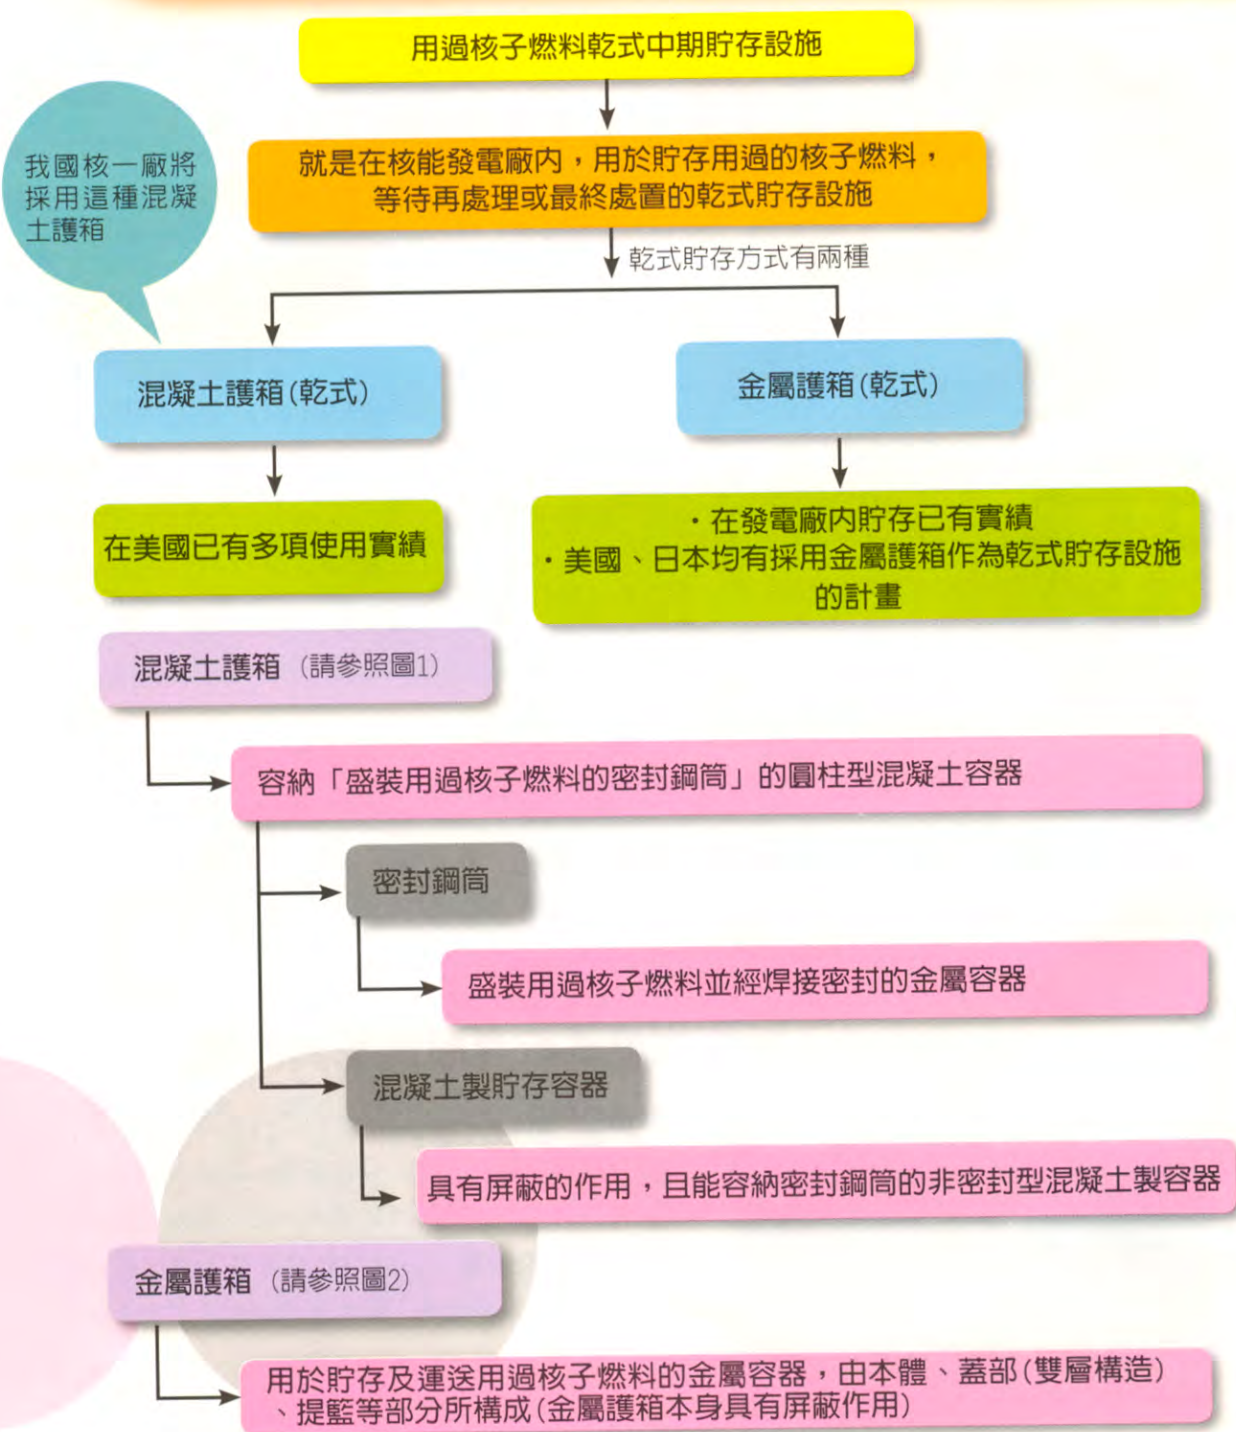 用過核子燃料乾式中期貯存設施
我國核一廠將
採用這種混凝
土護箱
就是在核能發電廠內，用於貯存用過的核子燃料，
等待再處理或最終處置的乾式貯存設施
乾式貯存方式有兩種
混凝土護箱(乾式)
金屬護箱(乾式)
在美國已有多項使用實績
・在發電廠內貯存已有實績
・美國、日本均有採用金屬護箱作為乾式貯存設施
的計畫
混凝土護箱（請參照圖1）
容納「盛裝用過核子燃料的密封鋼筒」的圓柱型混凝土容器
密封鋼筒
盛裝用過核子燃料並經焊接密封的金屬容器
混凝土製貯存容器
具有屏蔽的作用，且能容納密封鋼筒的非密封型混凝土製容器
金屬護箱（請參照圖2）
用於貯存及運送用過核子燃料的金屬容器，由本體、蓋部(雙層構造)
、提籃等部分所構成(金屬護箱本身具有屏蔽作用)